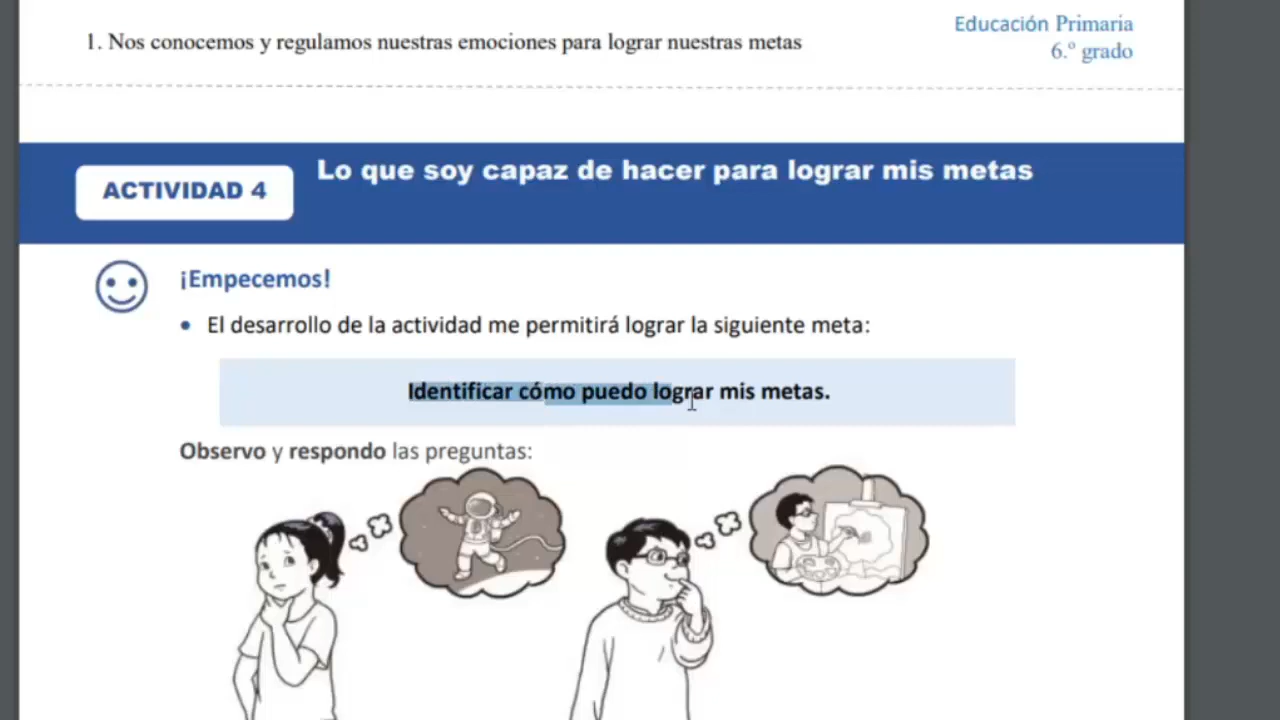 1. Nos conocemos y regulamos nuestras emociones para lograr nuestras metas
Educación Primaria
6.º grado
ACTIVIDAD 4
Lo que soy capaz de hacer para lograr mis metas
¡Empecemos!
• El desarrollo de la actividad me permitirá lograr la siguiente meta:
Identificar cómo puedo lograr mis metas.
Observo y respondo las preguntas: